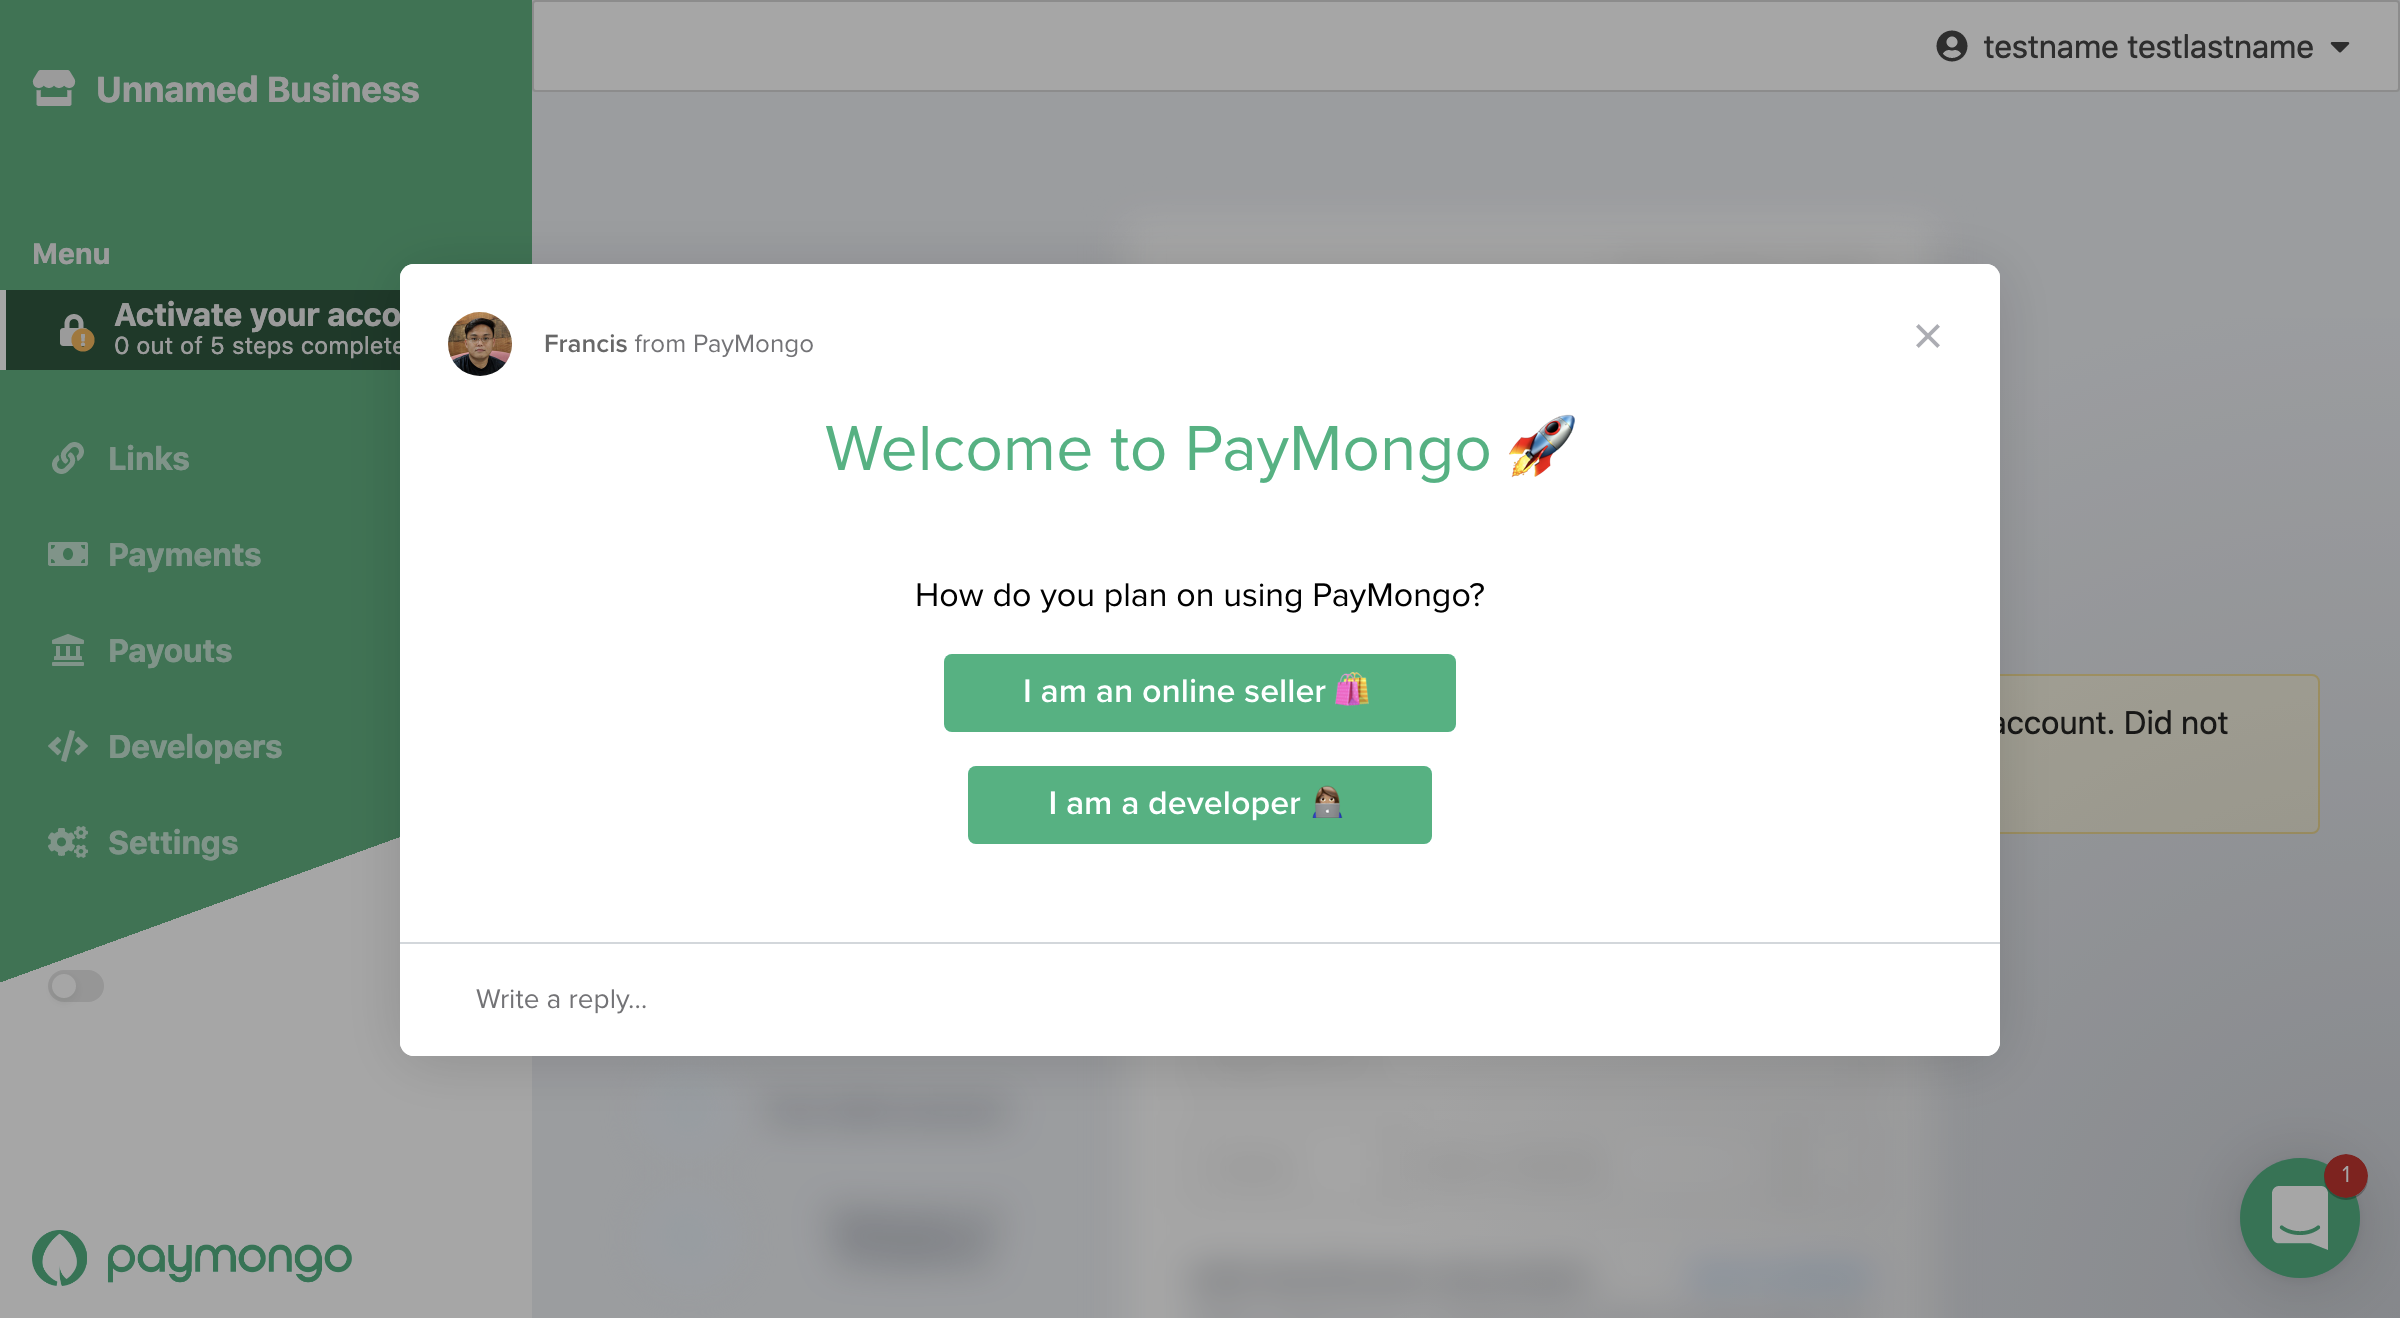 Unnamed Business
testname testlastname
Menu
Activate your acco
0 out of 5 steps complete
Links
Payments
Payouts
Developers
Settings
paymongo
Francis from PayMongo
Welcome to PayMongo 🚀
How do you plan on using PayMongo?
I am an online seller 🛍️
I am a developer 👩🏽‍💻
Write a reply...
account. Did not
1